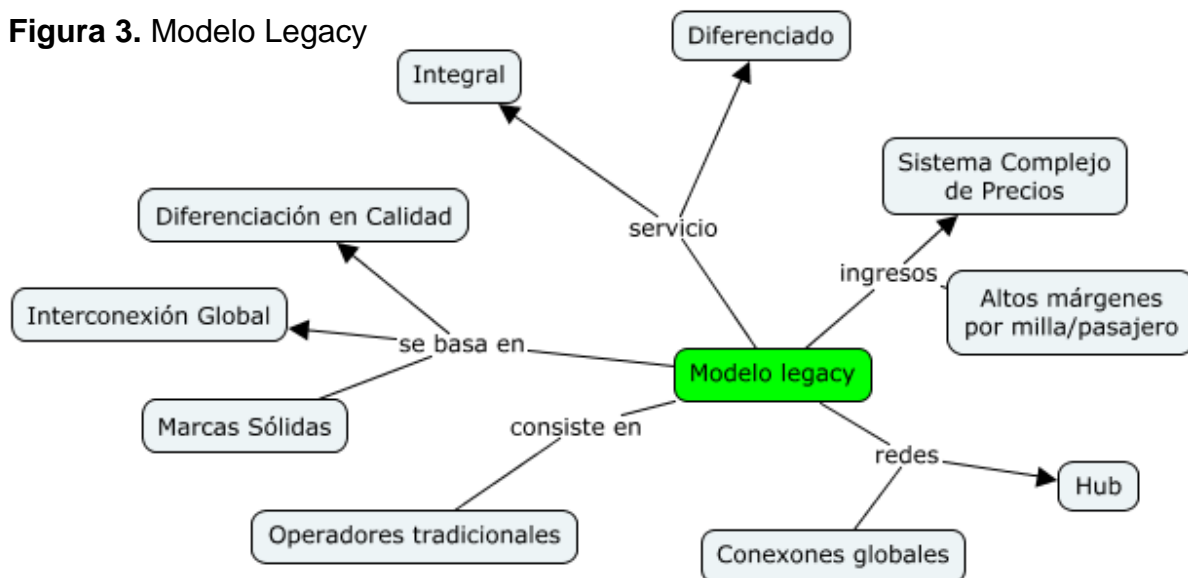 Figura 3. Modelo Legacy
Diferenciado
Integral
Sistema Complejo
de Precios
Diferenciación en Calidad
servicio
ingresos
Interconexión Global
Altos márgenes
por milla/pasajero
se basa en
Modelo legacy
Marcas Sólidas
consiste en
redes
Hub
Operadores tradicionales
Conexones globales